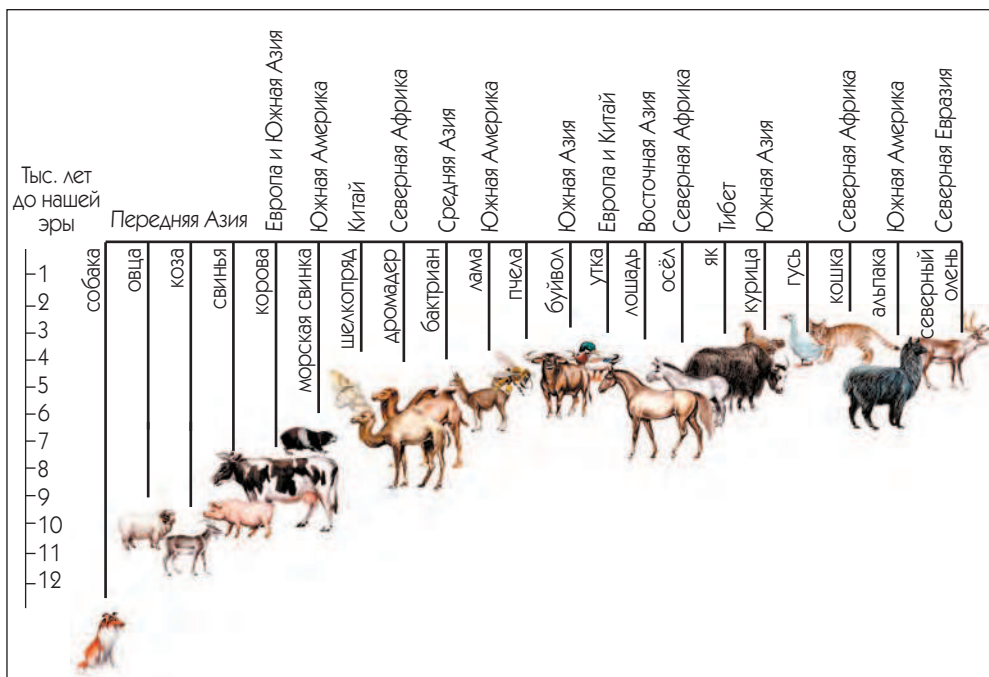 Тыс. лет
до нашей
эры
Передняя Азия
Европа и Южная Азия
Южная Америка
Китай
Северная Африка
Средняя Азия
Южная Америка
Южная Азия
Европа и Китай
Восточная Азия
Северная Африка
Тибет
Южная Азия
Северная Африка
Южная Америка
Северная Евразия
собака
овца
коза
свинья
корова
морская свинка
шелкопряд
дромадер
бактриан
лама
пчела
буйвол
утка
лошадь
осёл
як
курица
гусь
кошка
альпака
северный
олень
1
2
3
4
5
6
7
8
9
10
11
12